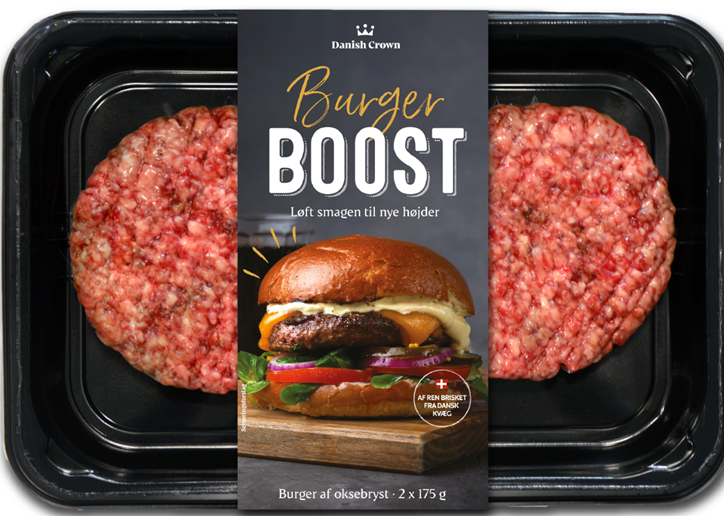 Danish Crown
Burger
BOOST
Løft smagen til nye højder
AF REN BRISKET
FRA DANSK
KVÆG
Serveringsforslag
Burger af oksebryst · 2 x 175 g